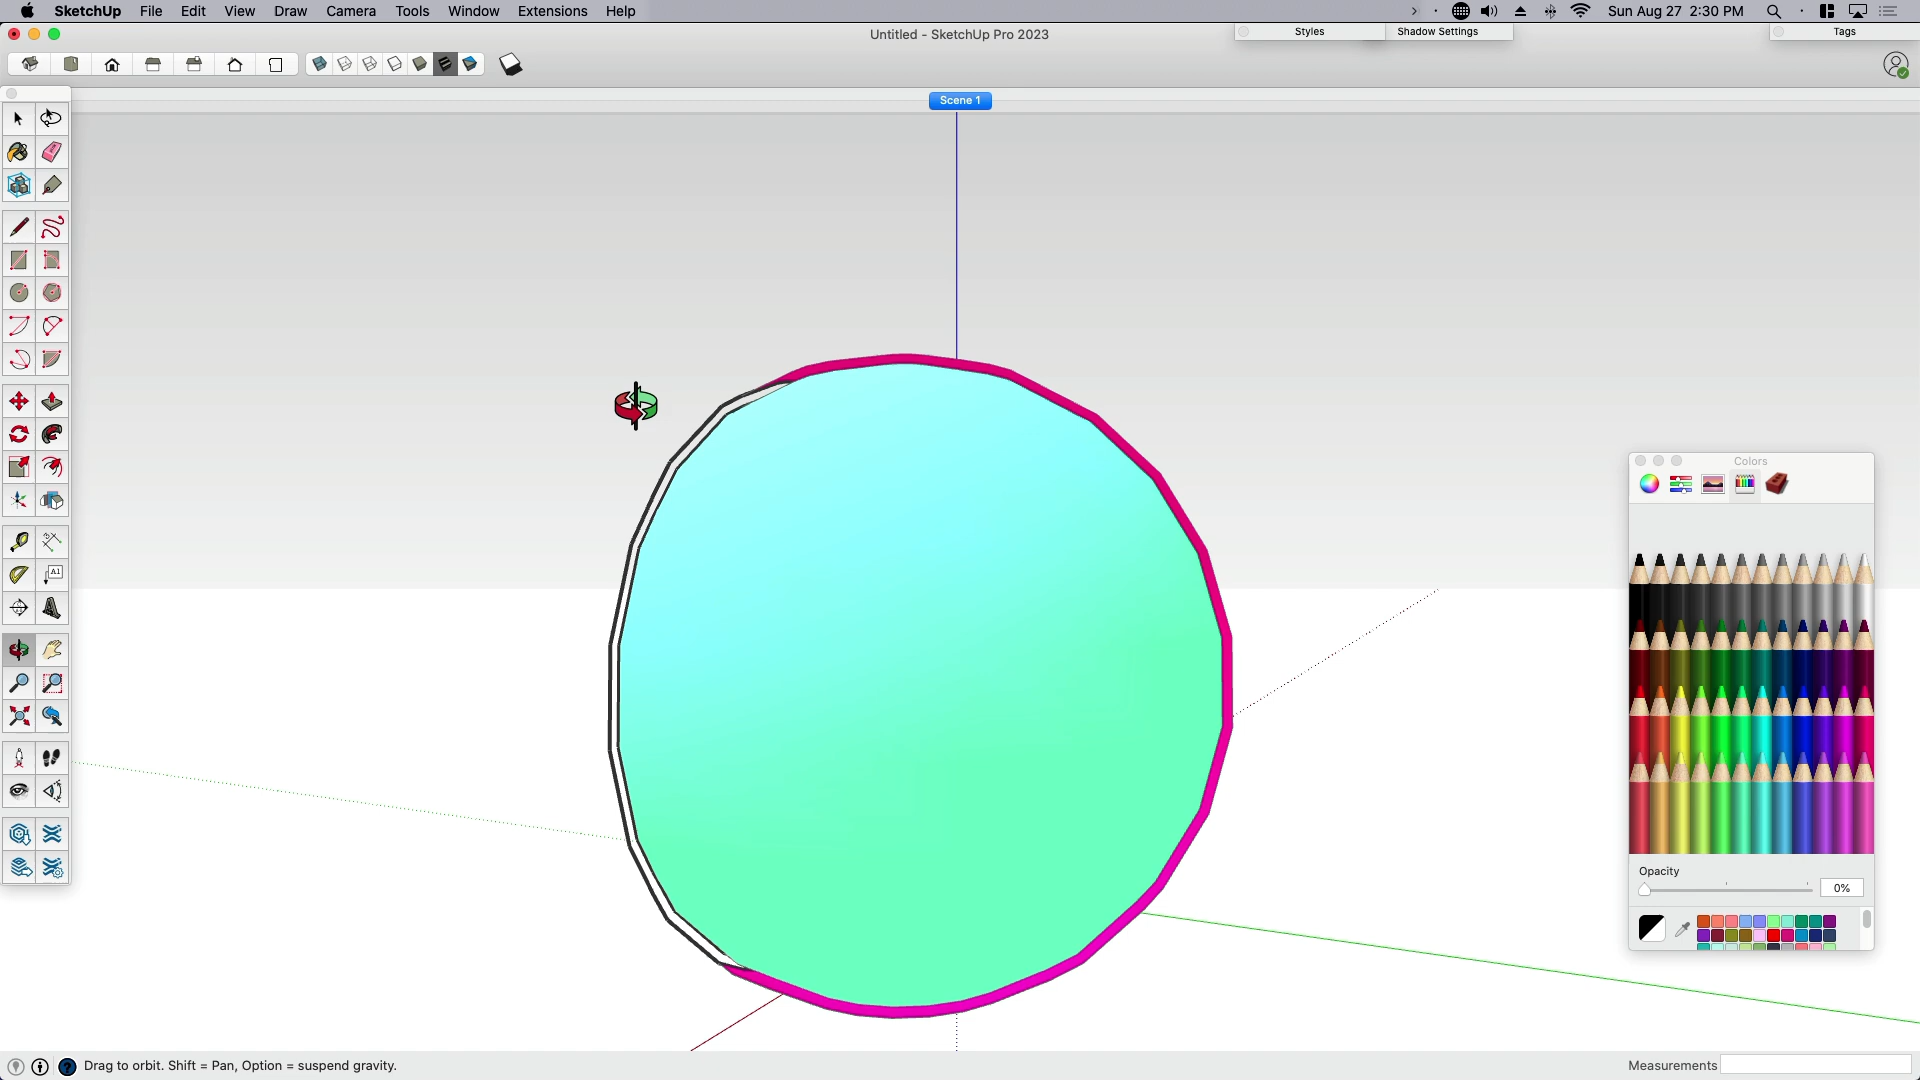 SketchUp File Edit View Draw Camera Tools Window Extensions Help
Sun Aug 27 2:30 PM
Untitled - SketchUp Pro 2023
Styles
Shadow Settings
Tags
Scene 1
A1
Colors
Opacity
0%
Drag to orbit. Shift = Pan, Option = suspend gravity.
Measurements